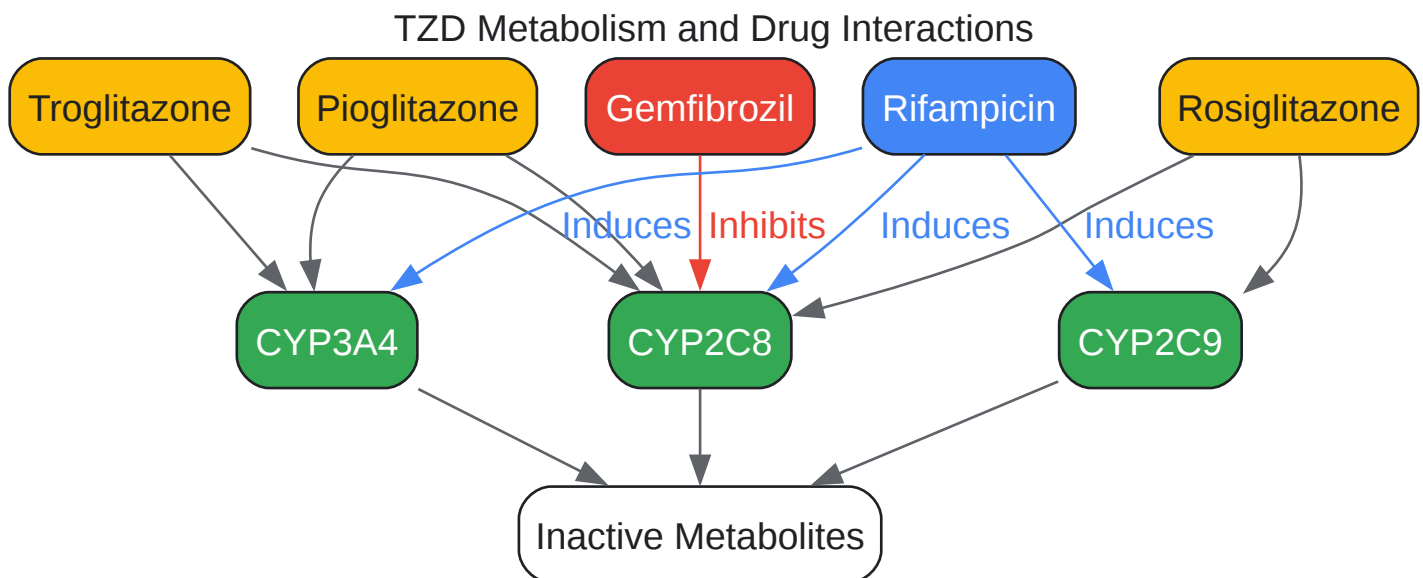 TZD Metabolism and Drug Interactions
Troglitazone
Pioglitazone
Gemfibrozil
Rifampicin
Rosiglitazone
Induces
Inhibits
Induces
Induces
CYP3A4
CYP2C8
CYP2C9
Inactive Metabolites